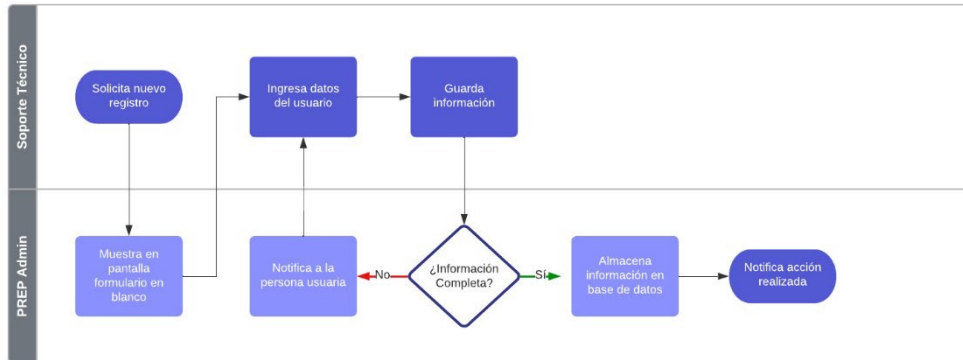 Soporte Técnico
Solicita nuevo
registro
Ingresa datos
del usuario
Guarda
información
PREP Admin
Muestra en
pantalla
formulario en
blanco
Notifica a la
persona usuaria
No
¿Información
Completa?
Sí
Almacena
información en
base de datos
Notifica acción
realizada